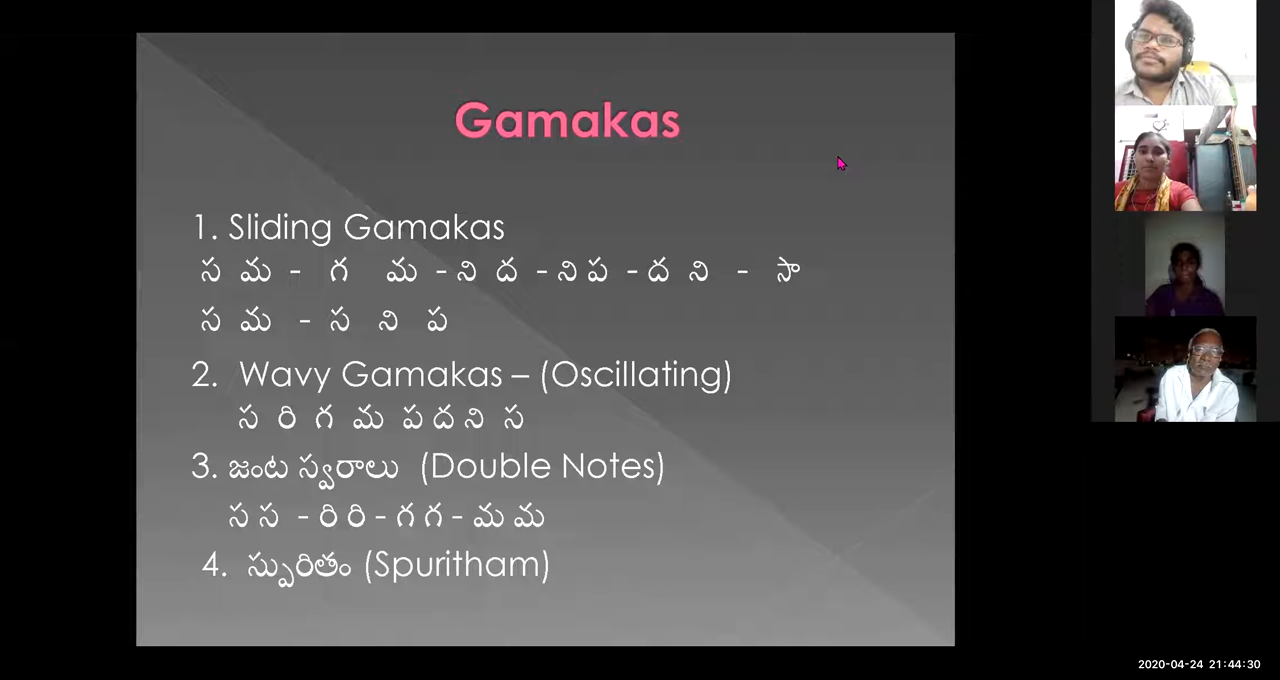 Gamakas
1. Sliding Gamakas
స మ - గ మ - ని ద - ని ప - ద ని - సా
స మ - స ని ప
2. Wavy Gamakas – (Oscillating)
స రి గ మ ప ద ని స
3. జంట స్వరాలు (Double Notes)
స స - రి రి - గ గ - మ మ
4. స్పురితం (Spuritham)
2020-04-24 21:44:30